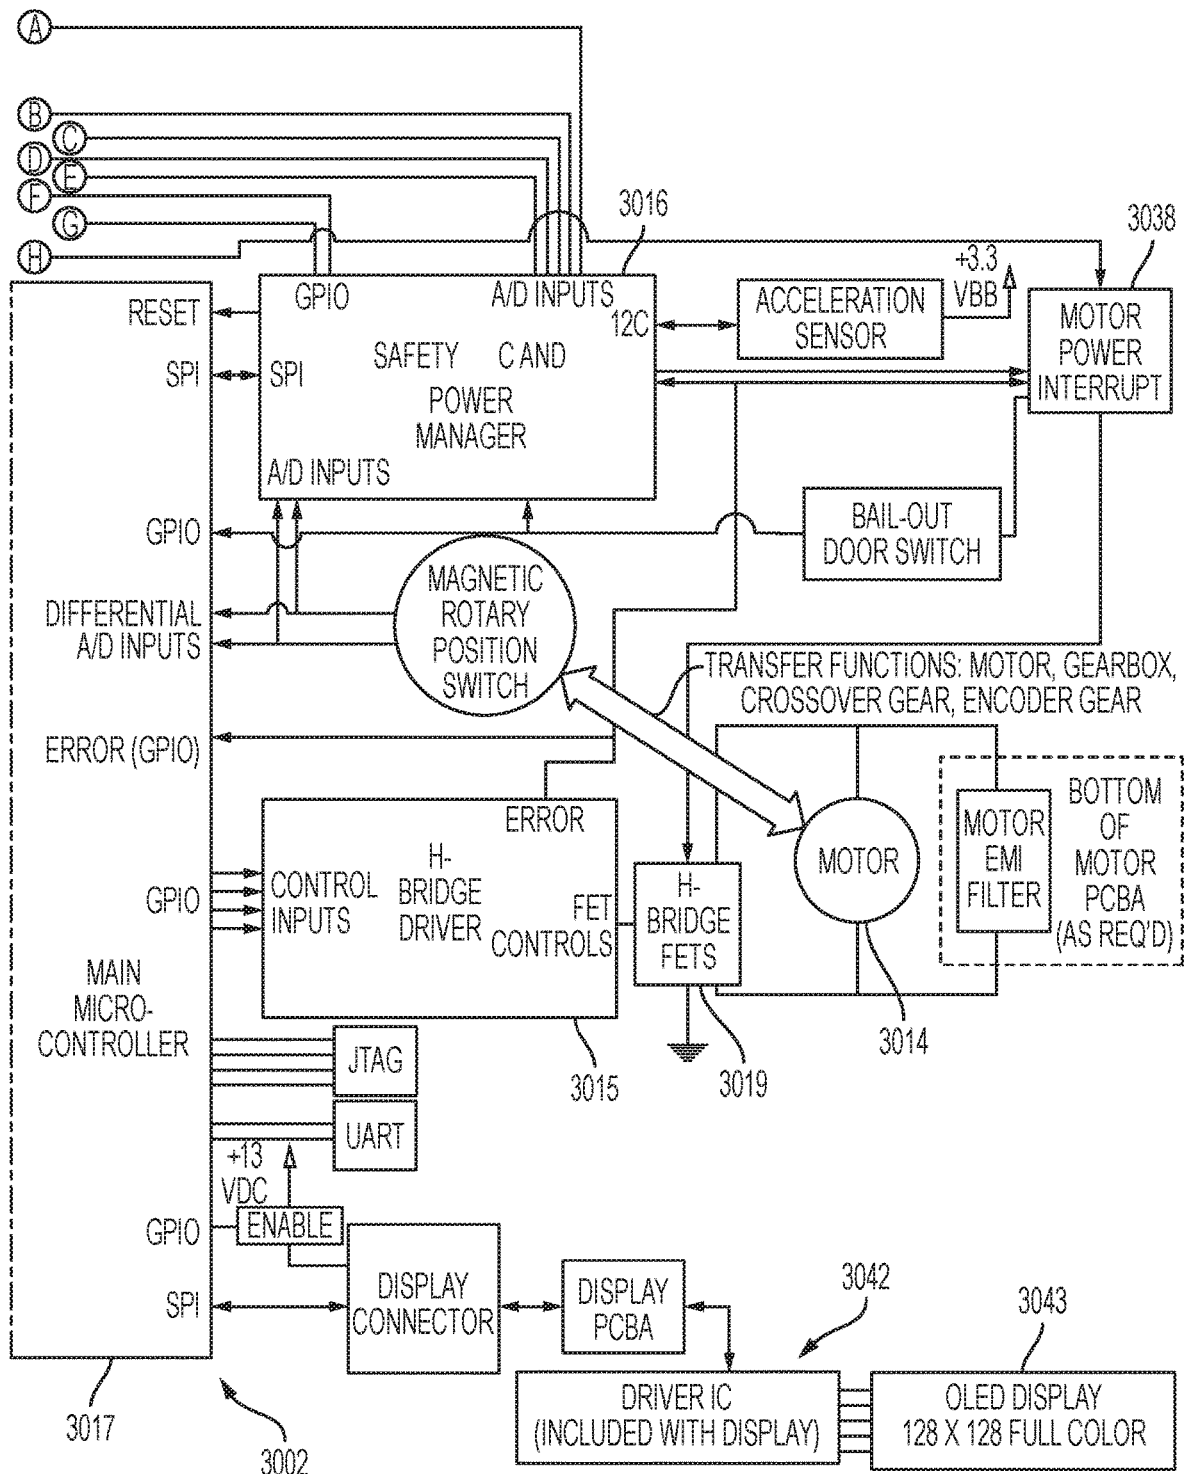 A
B
C
D
E
F
G
H
3016
3038
RESET
GPIO
A/D INPUTS
12C
ACCELERATION
SENSOR
+3.3
VBB
MOTOR
POWER
INTERRUPT
SPI
SPI
SAFETY C AND
POWER
MANAGER
A/D INPUTS
GPIO
BAIL-OUT
DOOR SWITCH
DIFFERENTIAL
A/D INPUTS
MAGNETIC
ROTARY
POSITION
SWITCH
TRANSFER FUNCTIONS: MOTOR, GEARBOX,
CROSSOVER GEAR, ENCODER GEAR
ERROR (GPIO)
ERROR
GPIO
CONTROL
INPUTS
H-
BRIDGE
DRIVER
FET
CONTROLS
H-
BRIDGE
FETS
MOTOR
MOTOR
EMI
FILTER
BOTTOM
OF
MOTOR
PCBA
(AS REQ'D)
MAIN
MICRO-
CONTROLLER
3015
3019
3014
JTAG
UART
+13
VDC
GPIO
ENABLE
SPI
DISPLAY
CONNECTOR
DISPLAY
PCBA
3042
3043
DRIVER IC
(INCLUDED WITH DISPLAY)
OLED DISPLAY
128 X 128 FULL COLOR
3017
3002